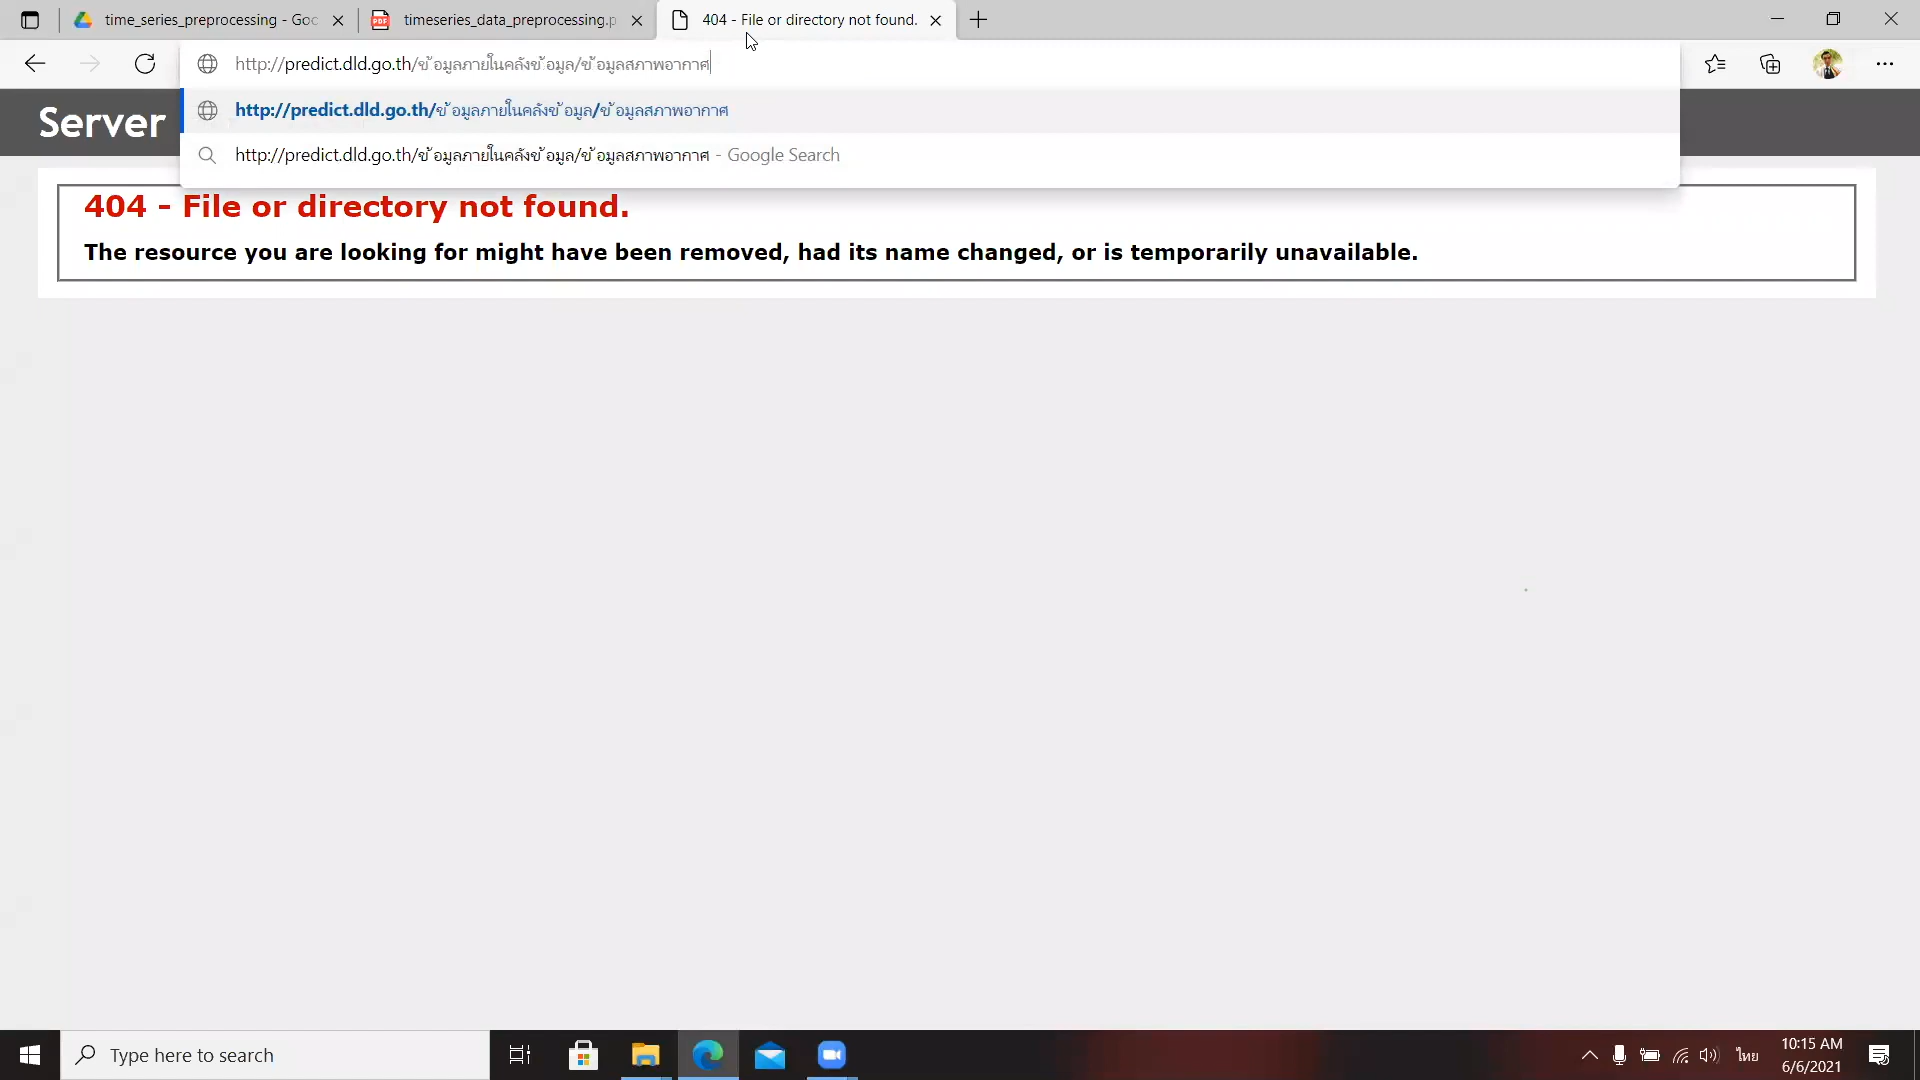 time_series_preprocessing - Goo
timeseries_data_preprocessing.p
404 - File or directory not found.
http://predict.dld.go.th/ข ้อมูลภายในคลังข ้อมูล/ข ้อมูลสภาพอากาศ
http://predict.dld.go.th/ข ้อมูลภายในคลังข ้อมูล/ข ้อมูลสภาพอากาศ
http://predict.dld.go.th/ข ้อมูลภายในคลังข ้อมูล/ข ้อมูลสภาพอากาศ - Google Search
Server
404 - File or directory not found.
The resource you are looking for might have been removed, had its name changed, or is temporarily unavailable.
Type here to search
ไทย
10:15 AM
6/6/2021